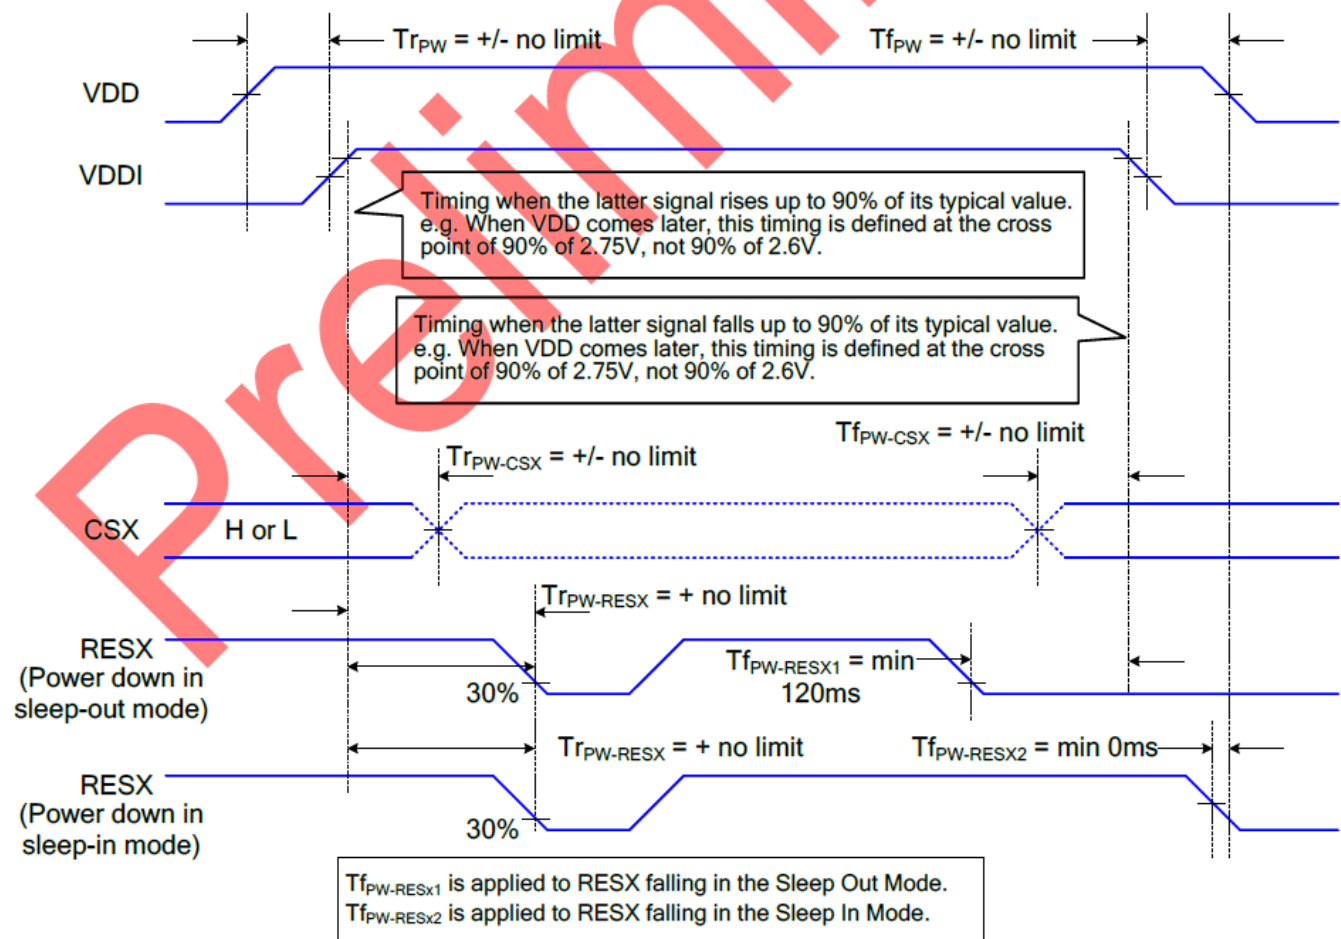 TrPW = +/- no limit
TfPW = +/- no limit
VDD
VDDI
Timing when the latter signal rises up to 90% of its typical value.
e.g. When VDD comes later, this timing is defined at the cross
point of 90% of 2.75V, not 90% of 2.6V.
Timing when the latter signal falls up to 90% of its typical value.
e.g. When VDD comes later, this timing is defined at the cross
point of 90% of 2.75V, not 90% of 2.6V.
TfPW-CSX = +/- no limit
TrPW-CSX = +/- no limit
CSX
H or L
TrPW-RESX = + no limit
RESX
(Power down in
sleep-out mode)
30%
TfPW-RESX1 = min
120ms
TrPW-RESX = + no limit
TfPW-RESX2 = min 0ms
RESX
(Power down in
sleep-in mode)
30%
TfPW-RESx1 is applied to RESX falling in the Sleep Out Mode.
TfPW-RESx2 is applied to RESX falling in the Sleep In Mode.